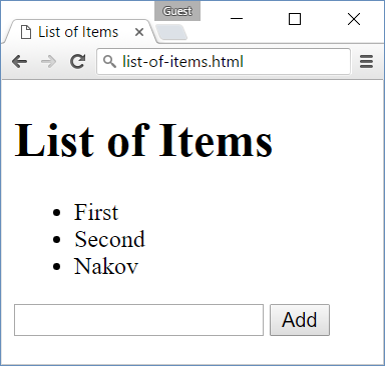 Guest
List of Items
list-of-items.html
List of Items
First
Second
Nakov
Add